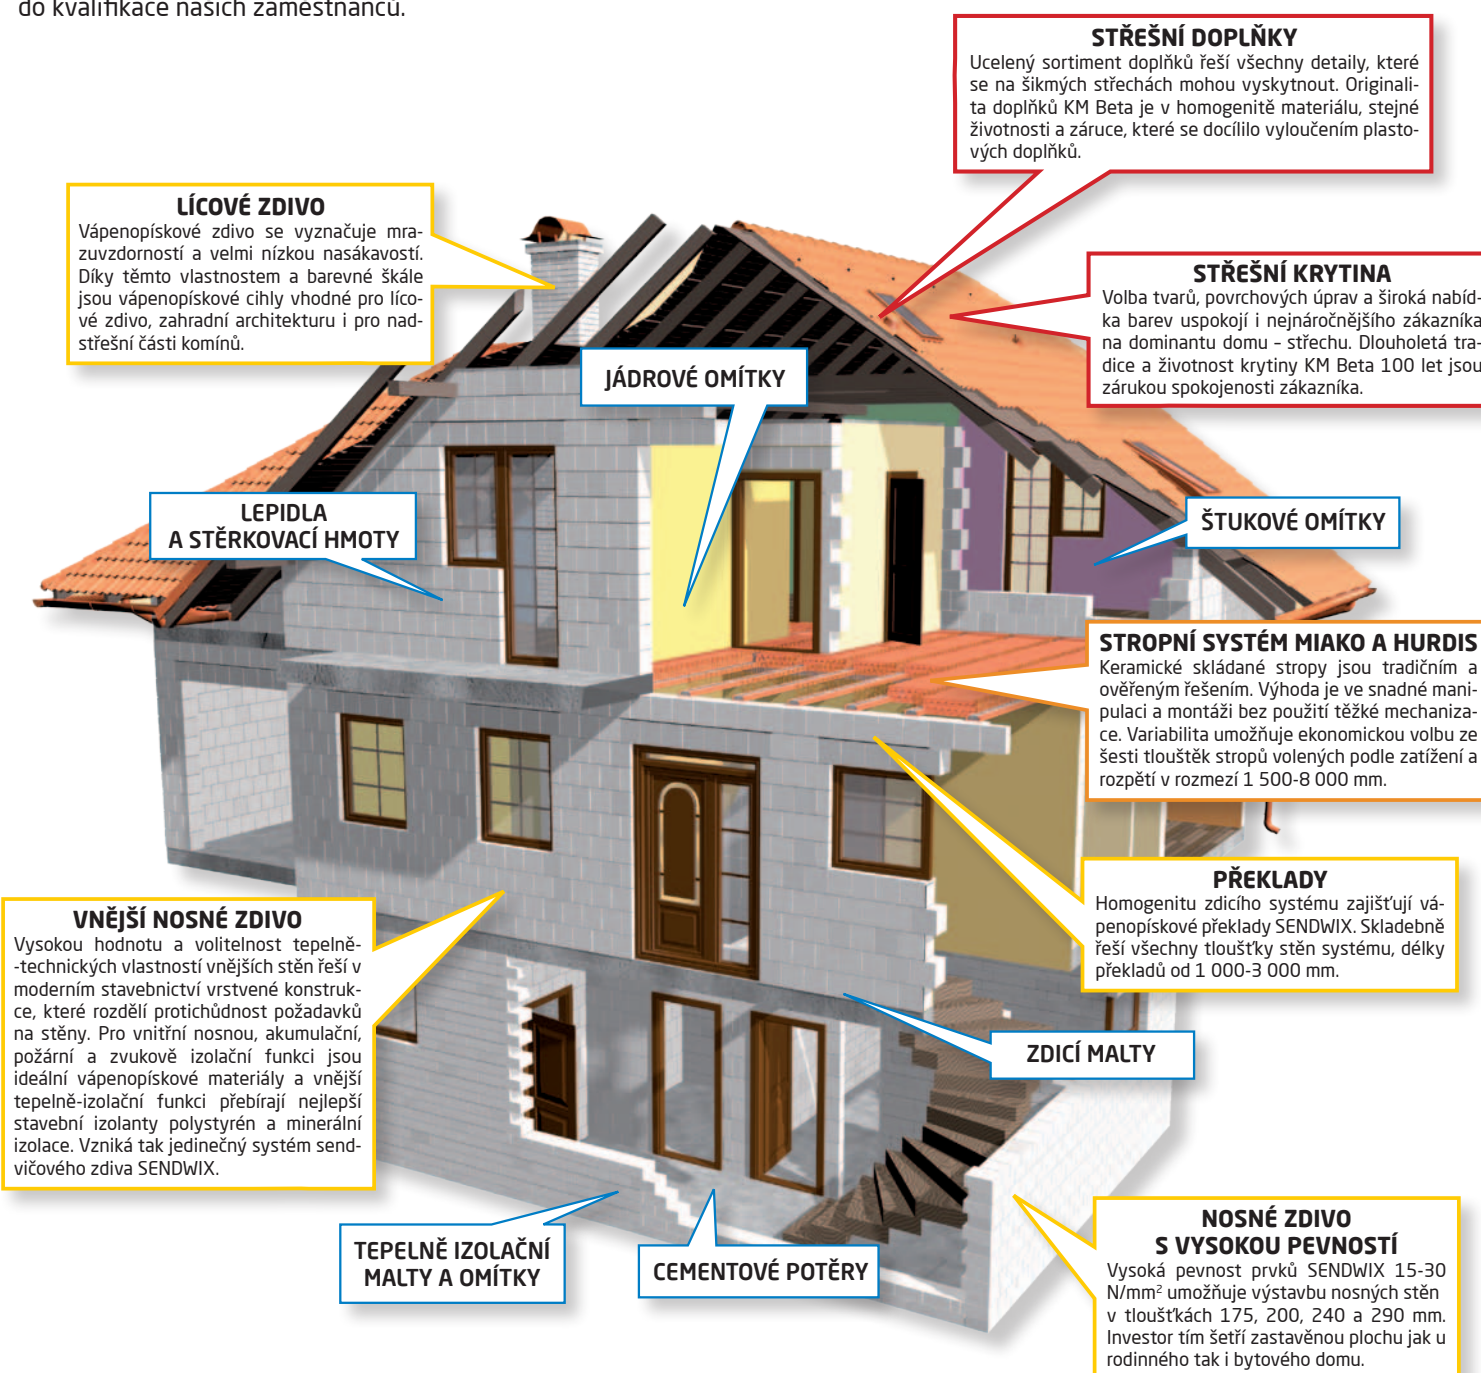 do kvalifikace našich zaměstnanců.
STŘEŠNÍ DOPLŇKY
Ucelený sortiment doplňků řeší všechny detaily, které
se na šikmých střechách mohou vyskytnout. Originali-
ta doplňků KM Beta je v homogenitě materiálu, stejné
životnosti a záruce, které se docílilo vyloučením plasto-
vých doplňků.
LÍCOVÉ ZDIVO
Vápenopískové zdivo se vyznačuje mra-
zuvzdorností a velmi nízkou nasákavostí.
Díky těmto vlastnostem a barevné škále
jsou vápenopískové cihly vhodné pro líco-
vé zdivo, zahradní architekturu i pro nad-
střešní části komínů.
STŘEŠNÍ KRYTINA
Volba tvarů, povrchových úprav a široká nabíd-
ka barev uspokojí i nejnáročnějšího zákazníka
na dominantu domu – střechu. Dlouholetá tra-
dice a životnost krytiny KM Beta 100 let jsou
zárukou spokojenosti zákazníka.
JÁDROVÉ OMÍTKY
LEPIDLA
A STĚRKOVACÍ HMOTY
ŠTUKOVÉ OMÍTKY
STROPNÍ SYSTÉM MIAKO A HURDIS
Keramické skládané stropy jsou tradičním a
ověřeným řešením. Výhoda je ve snadné mani-
pulaci a montáži bez použití těžké mechaniza-
ce. Variabilita umožňuje ekonomickou volbu ze
šesti tlouštěk stropů volených podle zatížení a
rozpětí v rozmezí 1 500-8 000 mm.
PŘEKLADY
Homogenitu zdicího systému zajišťují vá-
penopískové překlady SENDWIX. Skladebně
řeší všechny tloušťky stěn systému, délky
překladů od 1 000-3 000 mm.
VNĚJŠÍ NOSNÉ ZDIVO
Vysokou hodnotu a volitelnost tepelně-
-technických vlastností vnějších stěn řeší v
moderním stavebnictví vrstvené konstruk-
ce, které rozdělí protichůdnost požadavků
na stěny. Pro vnitřní nosnou, akumulační,
požární a zvukově izolační funkci jsou
ideální vápenopískové materiály a vnější
tepelně-izolační funkci přebírají nejlepší
stavební izolanty polystyrén a minerální
izolace. Vzniká tak jedinečný systém send-
vičového zdiva SENDWIX.
ZDICÍ MALTY
TEPELNĚ IZOLAČNÍ
MALTY A OMÍTKY
CEMENTOVÉ POTĚRY
NOSNÉ ZDIVO
S VYSOKOU PEVNOSTÍ
Vysoká pevnost prvků SENDWIX 15-30
N/mm² umožňuje výstavbu nosných stěn
v tloušťkách 175, 200, 240 a 290 mm.
Investor tím šetří zastavěnou plochu jak u
rodinného tak i bytového domu.